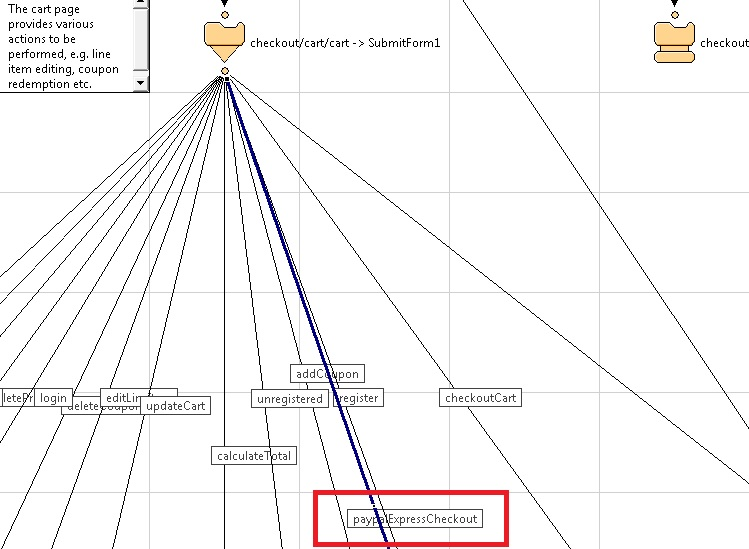 The cart page
provides various
actions to be
performed, e.g. line
item editing, coupon
redemption etc.
checkout/cart/cart -> SubmitForm1
checkout
addCoupon
login
updateCart
unregistered
register
checkoutCart
calculateTotal
paypalExpressCheckout